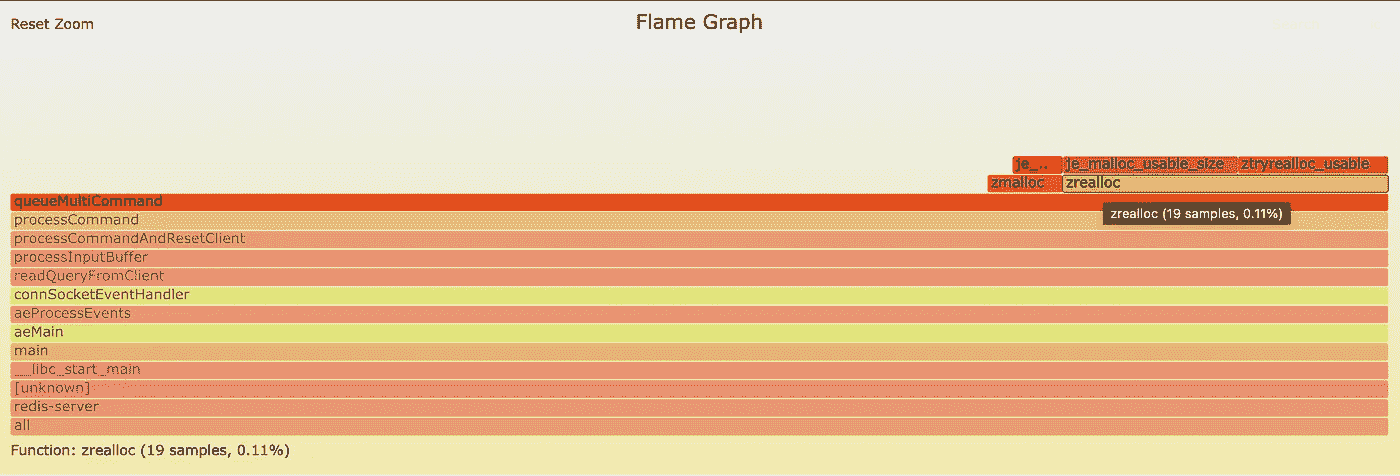 Reset Zoom
Flame Graph
je_..
je_malloc_usable_size
ztryrealloc_usable
zmalloc
zrealloc
queueMultiCommand
zrealloc (19 samples, 0.11%)
processCommand
processCommandAndResetClient
processInputBuffer
readQueryFromClient
connSocketEventHandler
aeProcessEvents
aeMain
main
__libc_start_main
[unknown]
redis-server
all
Function: zrealloc (19 samples, 0.11%)